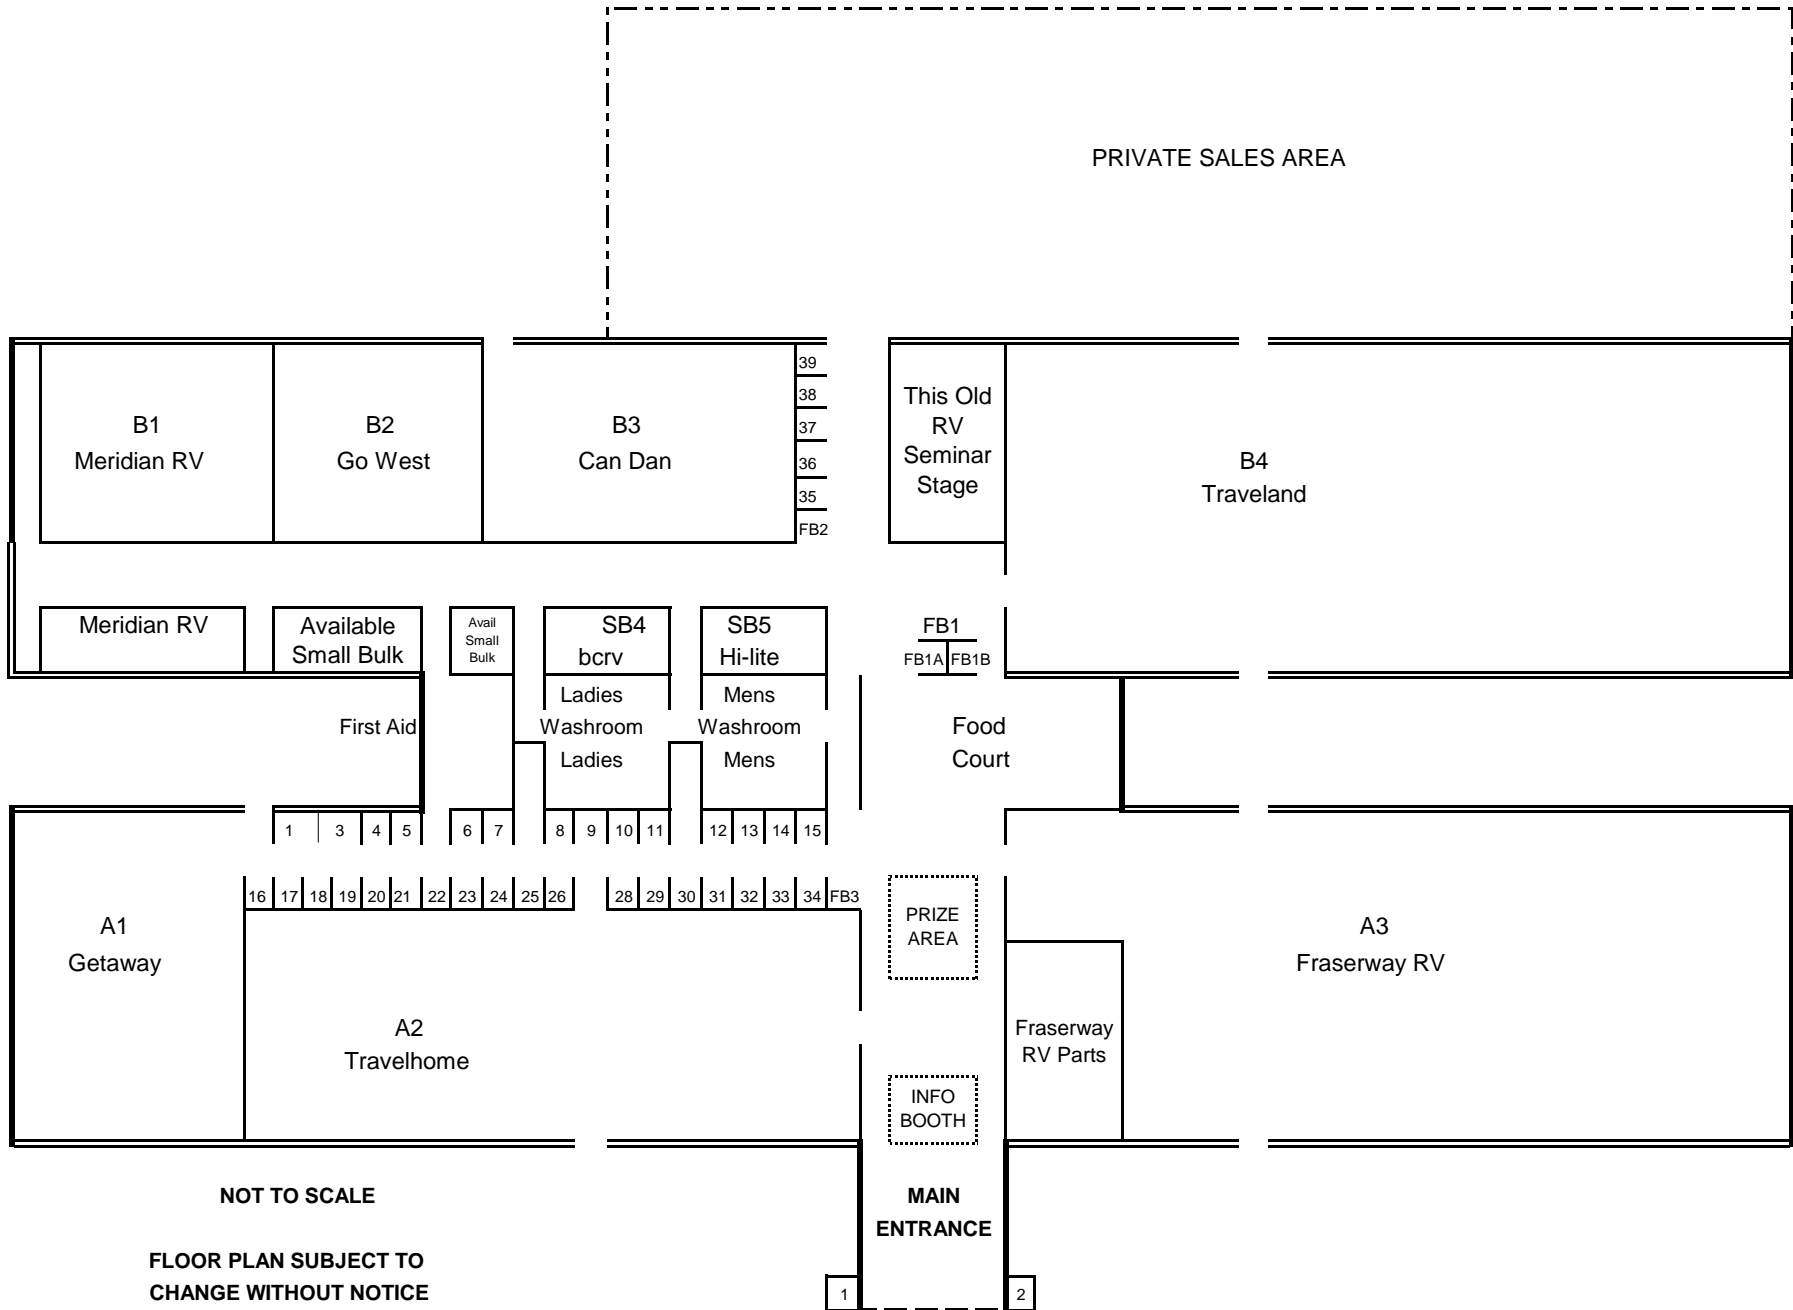 PRIVATE SALES AREA
39
38
37
36
35
FB2
B1
Meridian RV
B2
Go West
B3
Can Dan
This Old
RV
Seminar
Stage
B4
Traveland
Meridian RV
Available
Small Bulk
Avail
Small
Bulk
SB4
bcrv
SB5
Hi-lite
FB1
FB1A FB1B
First Aid
Ladies
Washroom
Ladies
Mens
Washroom
Mens
Food
Court
1 3 4 5 6 7 8 9 10 11 12 13 14 15
16 17 18 19 20 21 22 23 24 25 26 28 29 30 31 32 33 34 FB3
A1
Getaway
A2
Travelhome
PRIZE
AREA
INFO
BOOTH
Fraserway
RV Parts
A3
Fraserway RV
NOT TO SCALE
FLOOR PLAN SUBJECT TO
CHANGE WITHOUT NOTICE
MAIN
ENTRANCE
1
2